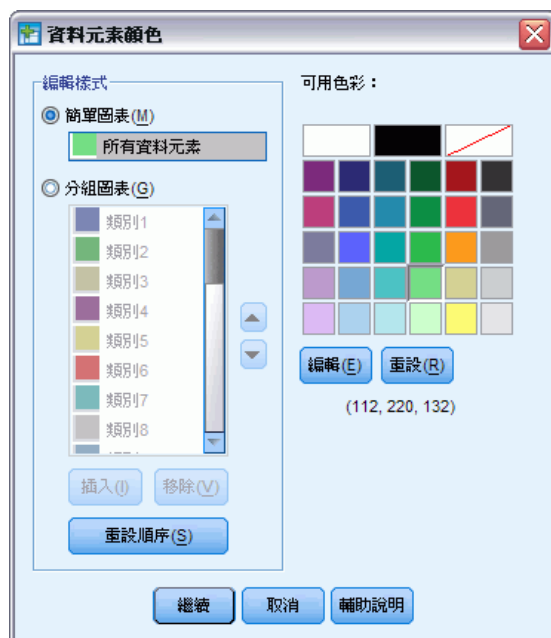 資料元素顏色
編輯樣式
簡單圖表(M)
所有資料元素
分組圖表(G)
類別1
類別2
類別3
類別4
類別5
類別6
類別7
類別8
插入(I)
移除(V)
重設順序(S)
可用色彩：
編輯(E)
重設(R)
(112, 220, 132)
繼續
取消
輔助說明